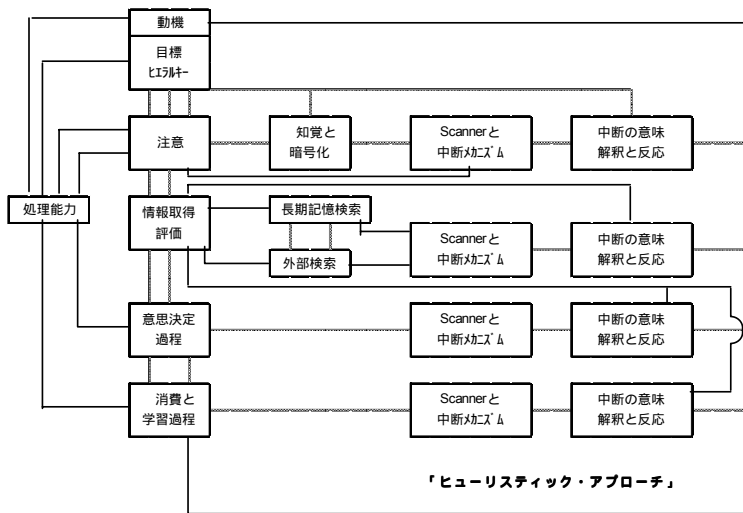 動機
目標
ﾋｴﾗﾙｷｰ
注意
知覚と
暗号化
Scannerと
中断ﾒｶﾆｽﾞﾑ
中断の意味
解釈と反応
処理能力
情報取得
評価
長期記憶検索
外部検索
Scannerと
中断ﾒｶﾆｽﾞﾑ
中断の意味
解釈と反応
意思決定
過程
Scannerと
中断ﾒｶﾆｽﾞﾑ
中断の意味
解釈と反応
消費と
学習過程
Scannerと
中断ﾒｶﾆｽﾞﾑ
中断の意味
解釈と反応
「ヒューリスティック・アプローチ」